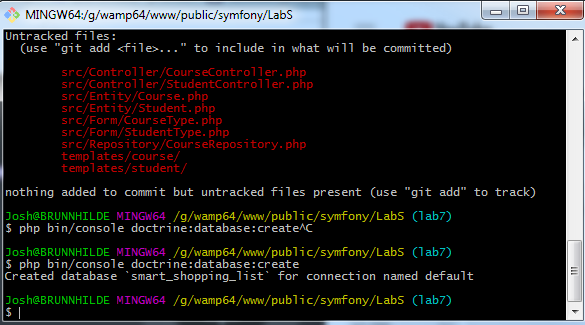 MINGW64:/g/wamp64/www/public/symfony/LabS
Untracked files:
(use "git add <file>..." to include in what will be committed)
src/Controller/CourseController.php
src/Controller/StudentController.php
src/Entity/Course.php
src/Entity/Student.php
src/Form/CourseType.php
src/Form/StudentType.php
src/Repository/CourseRepository.php
templates/course/
templates/student/
nothing added to commit but untracked files present (use "git add" to track)
Josh@BRUNNHILDE MINGW64 /g/wamp64/www/public/symfony/LabS (lab7)
$ php bin/console doctrine:database:create^C
Josh@BRUNNHILDE MINGW64 /g/wamp64/www/public/symfony/LabS (lab7)
$ php bin/console doctrine:database:create
Created database `smart_shopping_list` for connection named default
Josh@BRUNNHILDE MINGW64 /g/wamp64/www/public/symfony/LabS (lab7)
$